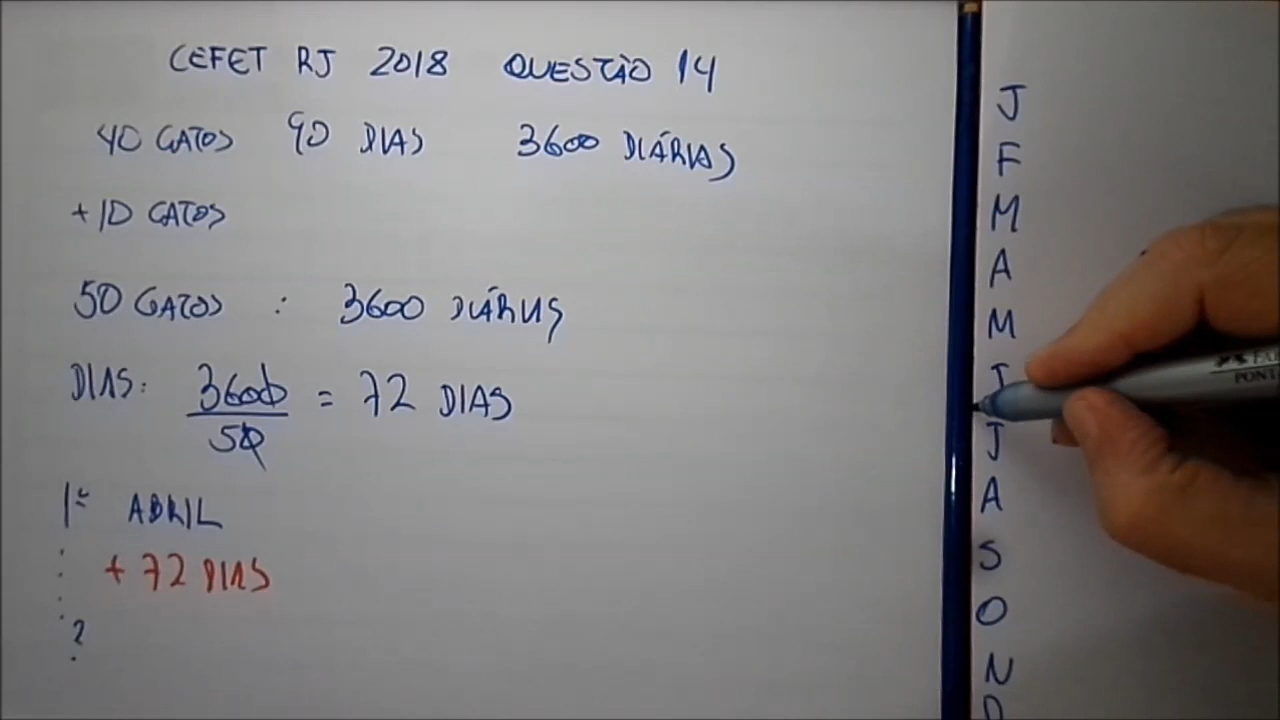 CEFET RJ 2018 QUESTÃO 14
40 GATOS 90 DIAS 3600 DIÁRIAS
+10 GATOS
50 GATOS : 3600 DIÁRIAS
DIAS: 3600 = 72 DIAS
50
1º ABRIL
+ 72 DIAS
?
J
F
M
A
M
J
J
A
S
O
N
D
PONT